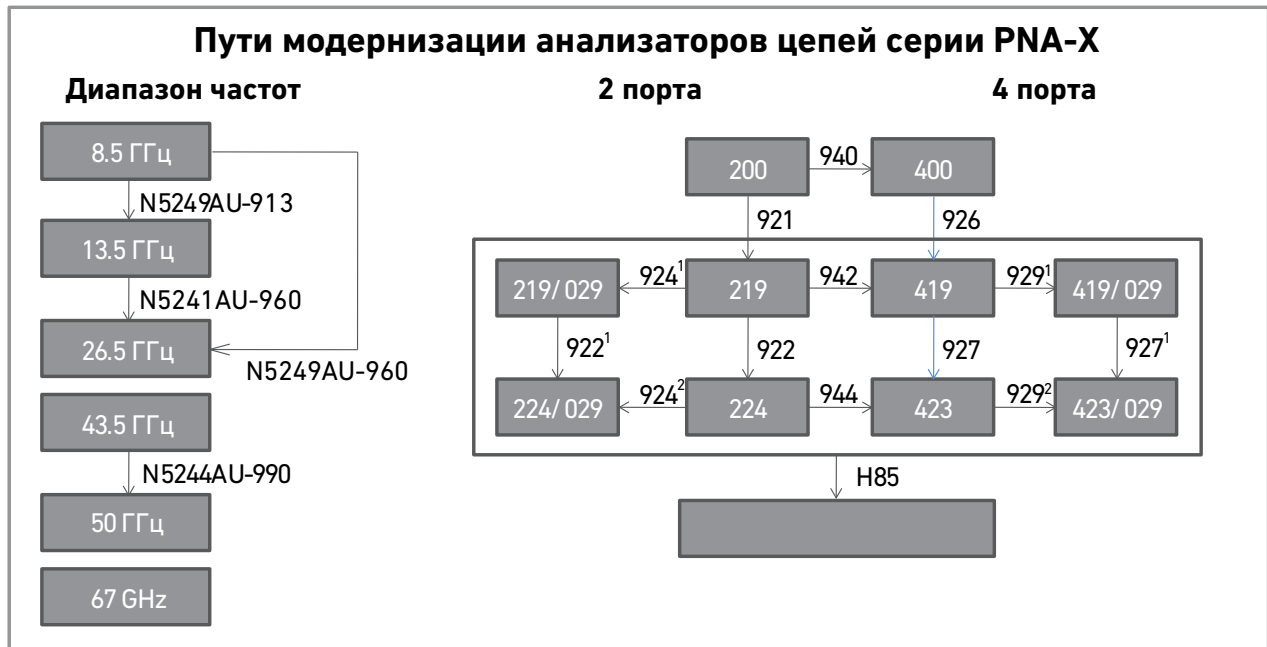 Пути модернизации анализаторов цепей серии PNA-X
Диапазон частот
2 порта
4 порта
8.5 ГГц
N5249AU-913
13.5 ГГц
N5241AU-960
26.5 ГГц
N5249AU-960
43.5 ГГц
N5244AU-990
50 ГГц
67 GHz
200
940
400
921
926
219/ 029
924¹
219
942
419
929¹
419/ 029
922¹
922
927
927¹
224/ 029
924²
224
944
423
929²
423/ 029
H85